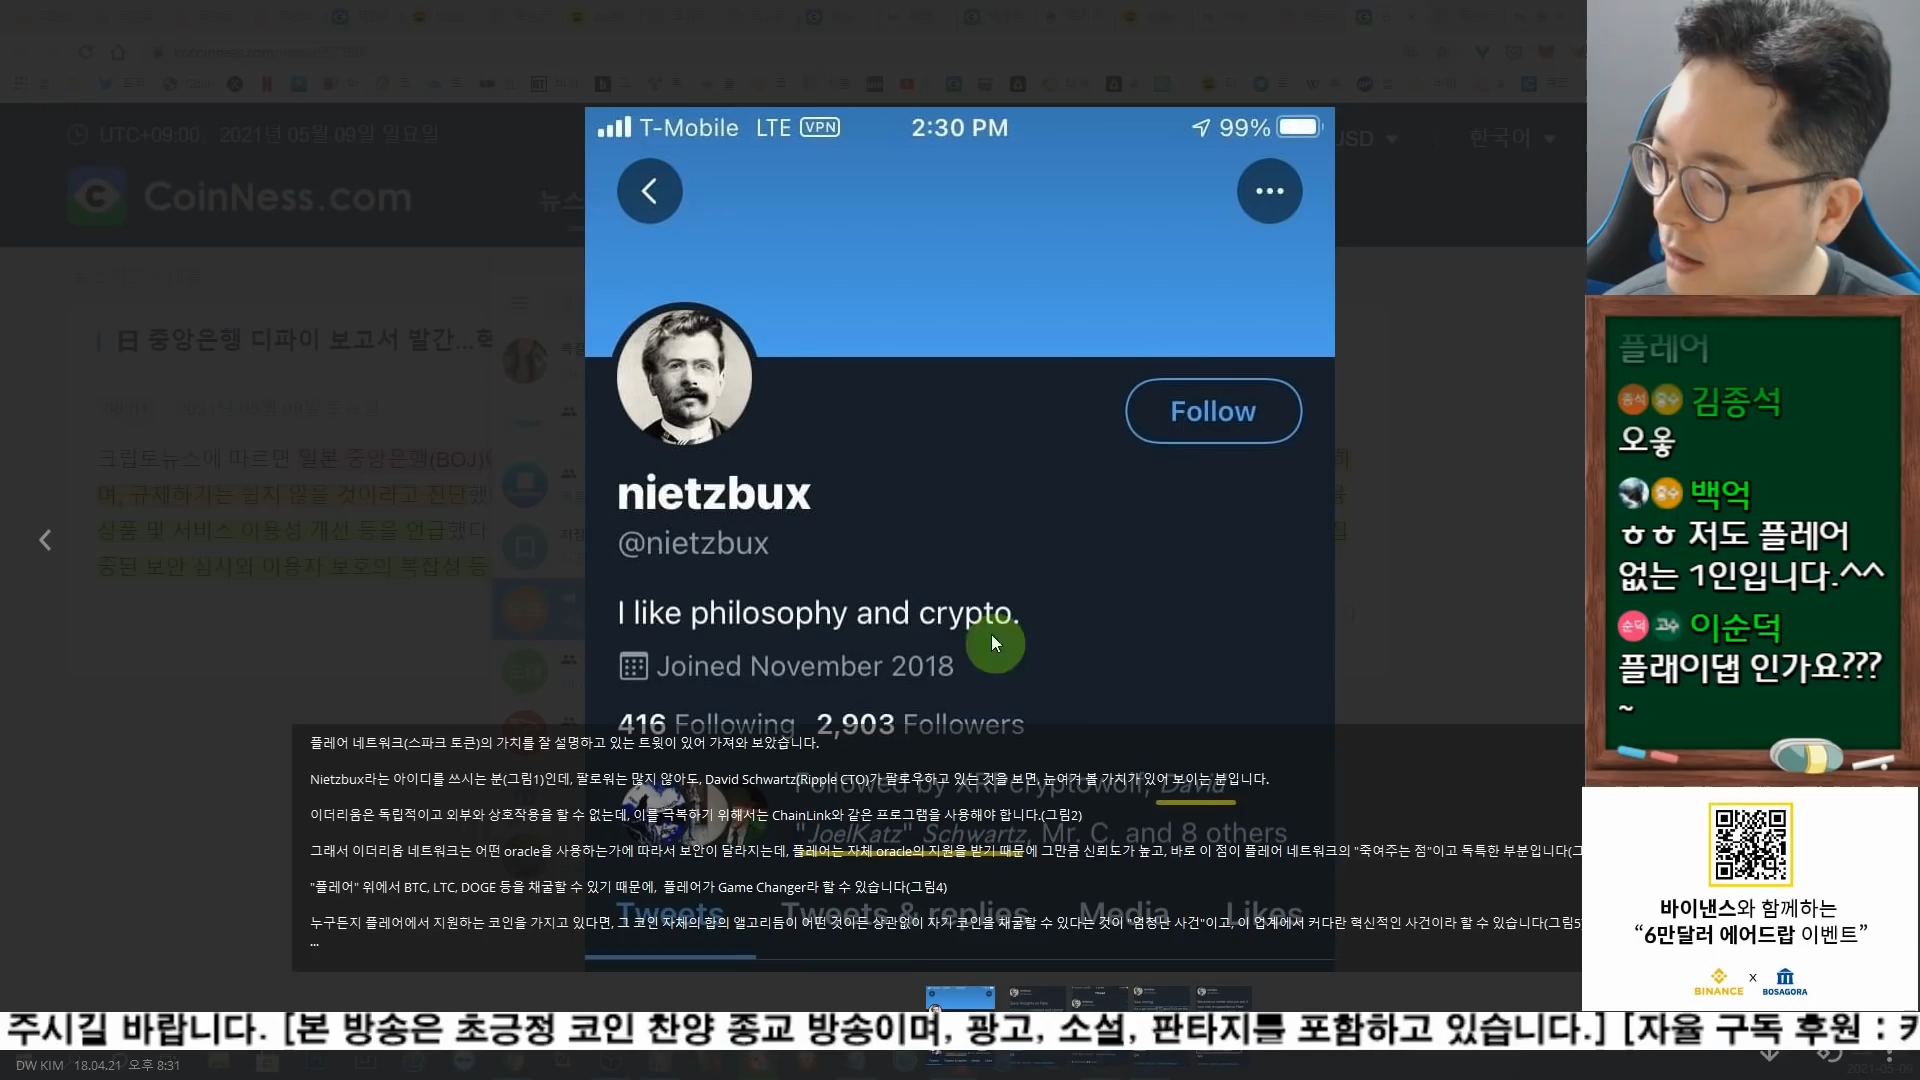 UTC+09:00, 2021년 05월 09일 일요일
한국어
CoinNess.com
뉴스
日 중앙은행 디파이 보고서 발간...
크립토뉴스에 따르면 일본 중앙은행(BOJ)
며, 규제하기는 쉽지 않을 것이라고 진단했
상품 및 서비스 이용성 개선 등을 언급했다
중된 보안 심사와 이용자 보호의 복잡성 등
T-Mobile LTE VPN 2:30 PM 99%
Follow
nietzbux
@nietzbux
I like philosophy and crypto.
Joined November 2018
416 Following 2,903 Followers
Followed by XRP cryptowolf, David
"JoelKatz" Schwartz, Mr. C, and 8 others
Tweets Tweets & replies Media Likes
플레어 네트워크(스파크 토큰)의 가치를 잘 설명하고 있는 트윗이 있어 가져와 보았습니다.
Nietzbux라는 아이디를 쓰시는 분(그림1)인데, 팔로워는 많지 않아도, David Schwartz(Ripple CTO)가 팔로우하고 있는 것을 보면, 눈여겨 볼 가치가 있어 보이는 분입니다.
이더리움은 독립적이고 외부와 상호작용을 할 수 없는데, 이를 극복하기 위해서는 ChainLink와 같은 프로그램을 사용해야 합니다.(그림2)
그래서 이더리움 네트워크는 어떤 oracle을 사용하는가에 따라서 보안이 달라지는데, 플레어는 자체 oracle의 지원을 받기 때문에 그만큼 신뢰도가 높고, 바로 이 점이 플레어 네트워크의 "죽여주는 점"이고 독특한 부분입니다(그
"플레어" 위에서 BTC, LTC, DOGE 등을 채굴할 수 있기 때문에, 플레어가 Game Changer라 할 수 있습니다(그림4)
누구든지 플레어에서 지원하는 코인을 가지고 있다면, 그 코인 자체의 합의 앨고리듬이 어떤 것이든 상관없이 자기 코인을 채굴할 수 있다는 것이 "엄청난 사건"이고, 이 업계에서 커다란 혁신적인 사건이라 할 수 있습니다(그림5
...
플레어
종석 중수 김종석
오옿
중수 백억
ㅎㅎ 저도 플레어
없는 1인입니다.^^
순덕 고수 이순덕
플래이댑 인가요???
~
바이낸스와 함께하는
“6만달러 에어드랍 이벤트”
BINANCE x BOSAGORA
주시길 바랍니다. [본 방송은 초긍정 코인 찬양 종교 방송이며, 광고, 소설, 판타지를 포함하고 있습니다.] [자율 구독 후원 : 키
DW KIM 18.04.21 오후 8:31